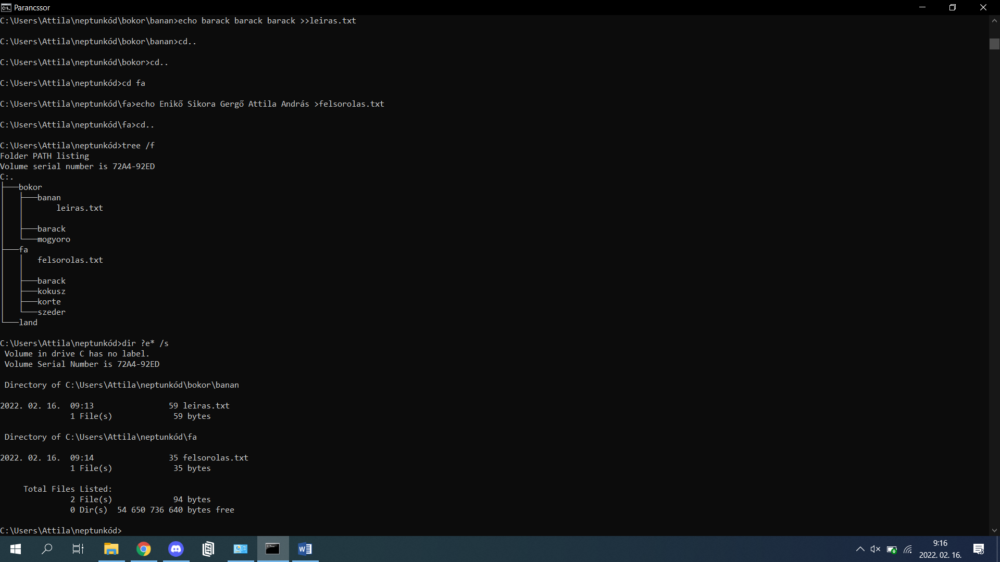 Parancssor
C:\Users\Attila\neptunkód\bokor\banan>echo barack barack barack >>leiras.txt
C:\Users\Attila\neptunkód\bokor\banan>cd..
C:\Users\Attila\neptunkód\bokor>cd..
C:\Users\Attila\neptunkód>cd fa
C:\Users\Attila\neptunkód\fa>echo Enikő Sikora Gergő Attila András >felsorolas.txt
C:\Users\Attila\neptunkód\fa>cd..
C:\Users\Attila\neptunkód>tree /f
Folder PATH listing
Volume serial number is 72A4-92ED
C:.
├───bokor
│   ├───banan
│   │       leiras.txt
│   │
│   ├───barack
│   └───mogyoro
├───fa
│   │   felsorolas.txt
│   │
│   ├───barack
│   ├───kokusz
│   ├───korte
│   └───szeder
└───land
C:\Users\Attila\neptunkód>dir ?e* /s
 Volume in drive C has no label.
 Volume Serial Number is 72A4-92ED
 Directory of C:\Users\Attila\neptunkód\bokor\banan
2022. 02. 16.  09:13                59 leiras.txt
               1 File(s)             59 bytes
 Directory of C:\Users\Attila\neptunkód\fa
2022. 02. 16.  09:14                35 felsorolas.txt
               1 File(s)             35 bytes
     Total Files Listed:
               2 File(s)             94 bytes
               0 Dir(s)  54 650 736 640 bytes free
C:\Users\Attila\neptunkód>
9:16
2022. 02. 16.